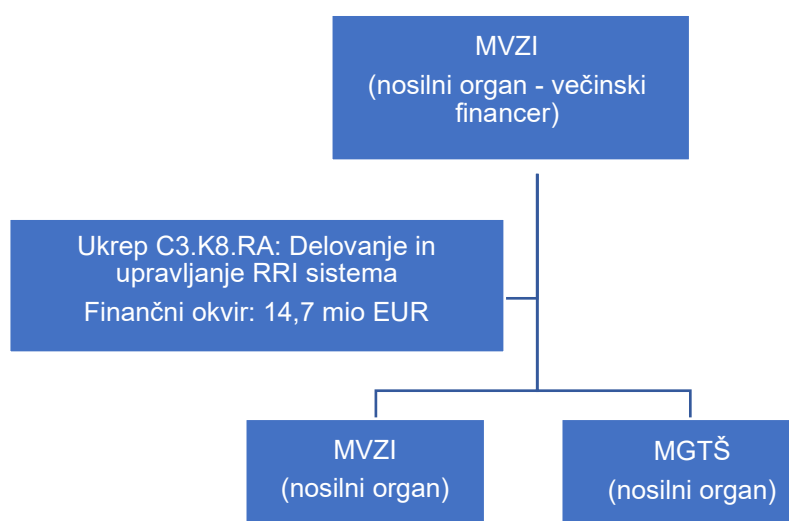 MVZI
(nosilni organ - večinski
financer)
Ukrep C3.K8.RA: Delovanje in
upravljanje RRI sistema
Finančni okvir: 14,7 mio EUR
MVZI
(nosilni organ)
MGTŠ
(nosilni organ)